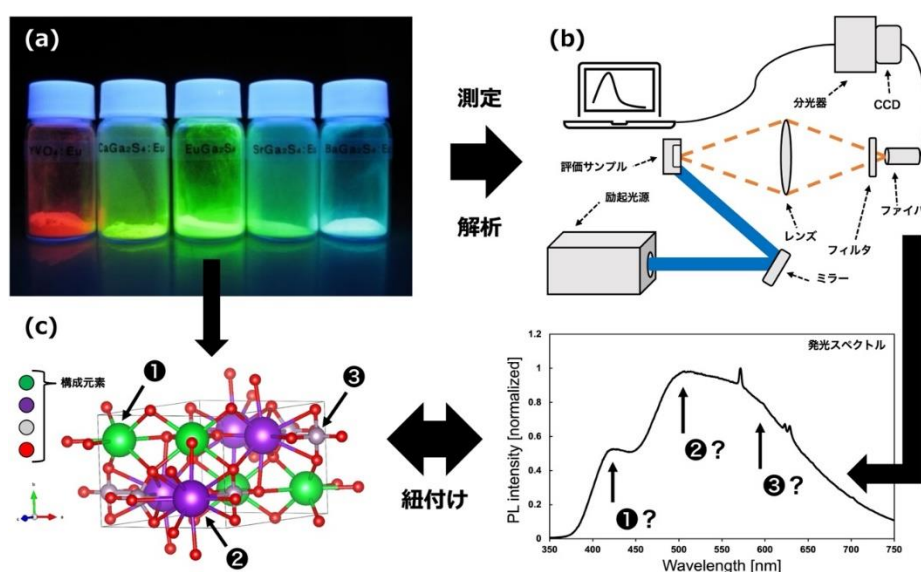 (a)
YVO₄:Eu
CaGa₂S₄:Eu
EuGa₂S₄
SrGa₂S₄:Eu
BaGa₂S₄:Eu
測定
解析
(b)
分光器
CCD
評価サンプル
励起光源
レンズ
フィルタ
ファイバ
ミラー
(c)
構成元素
❶
❸
❷
紐付け
発光スペクトル
PL intensity [normalized]
1.2
1
0.8
0.6
0.4
0.2
0
❶?
❷?
❸?
350
400
450
500
550
600
650
700
750
Wavelength [nm]